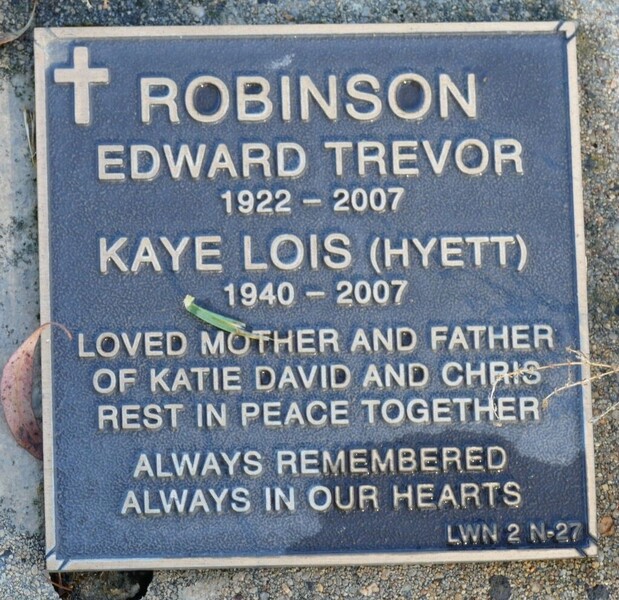 ROBINSON
EDWARD TREVOR
1922 – 2007
KAYE LOIS (HYETT)
1940 – 2007
LOVED MOTHER AND FATHER
OF KATIE DAVID AND CHRIS
REST IN PEACE TOGETHER
ALWAYS REMEMBERED
ALWAYS IN OUR HEARTS
LWN 2 N-27